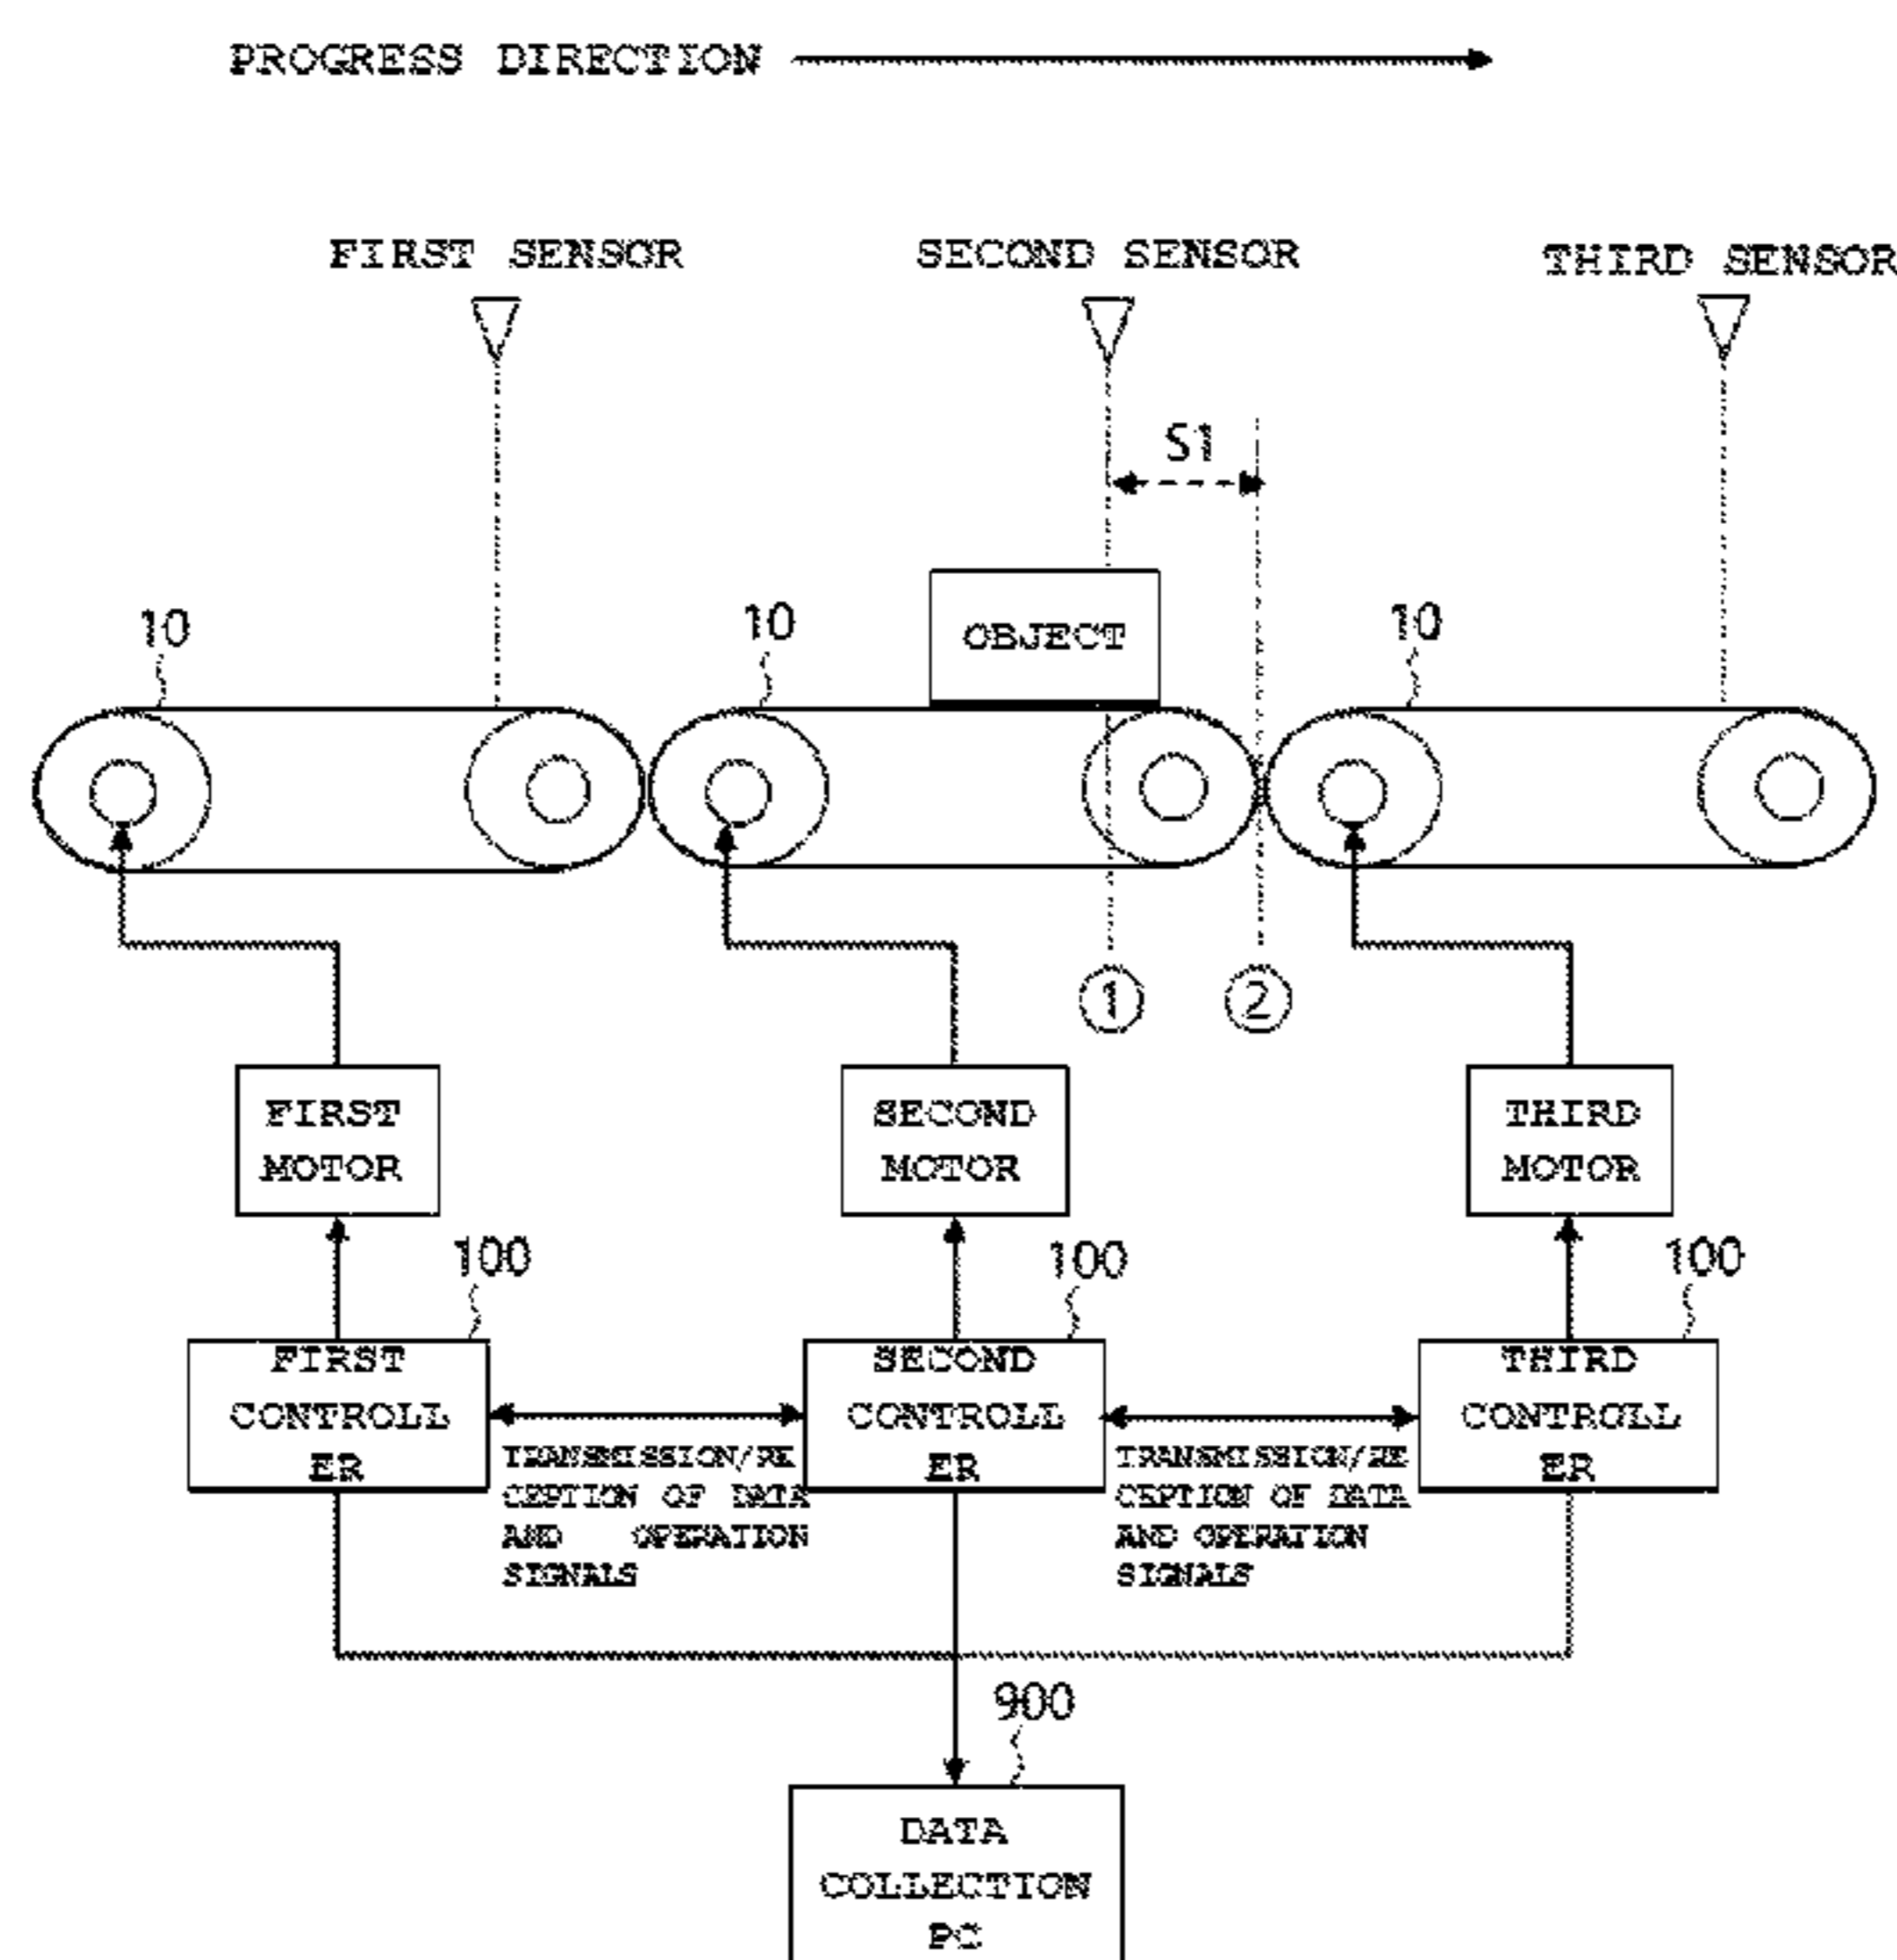 PROGRESS DIRECTION
FIRST SENSOR
SECOND SENSOR
THIRD SENSOR
S1
10
10
10
OBJECT
1
2
FIRST
MOTOR
SECOND
MOTOR
THIRD
MOTOR
100
100
100
FIRST
CONTROLL
ER
SECOND
CONTROLL
ER
THIRD
CONTROLL
ER
TRANSMISSION/RE
CEPTION OF DATA
AND OPERATION
SIGNALS
TRANSMISSION/RE
CEPTION OF DATA
AND OPERATION
SIGNALS
900
DATA
COLLECTION
PC